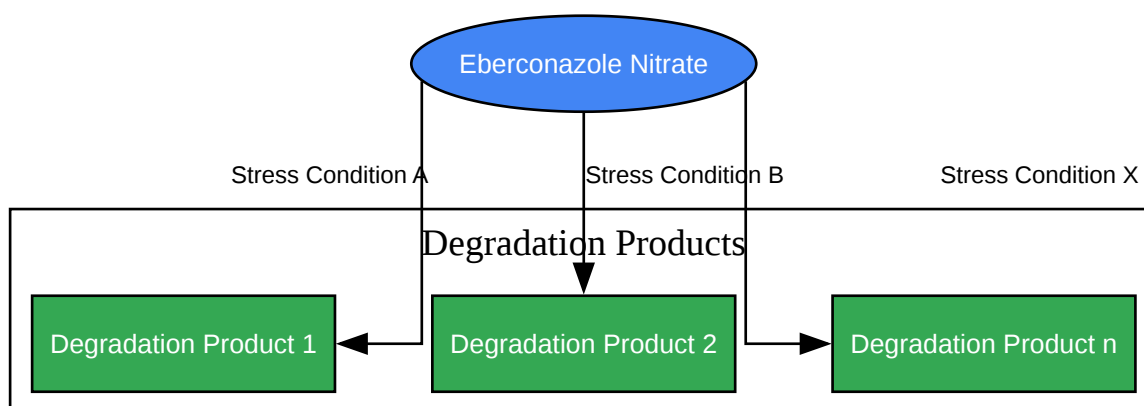 Eberconazole Nitrate
Stress Condition A
Stress Condition B
Stress Condition X
Degradation Products
Degradation Product 1
Degradation Product 2
Degradation Product n